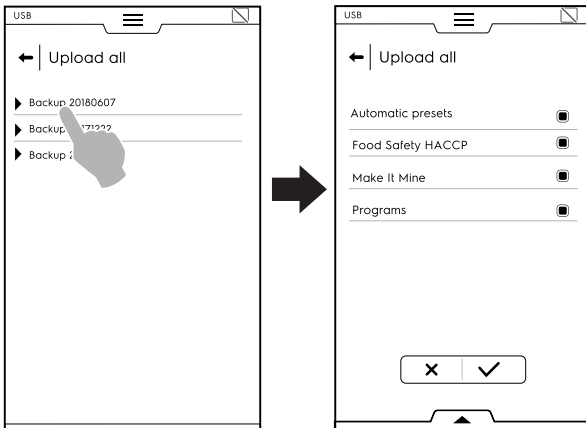 USB
Upload all
Backup 20180607
Backup
Backup
USB
Upload all
Automatic presets
Food Safety HACCP
Make It Mine
Programs